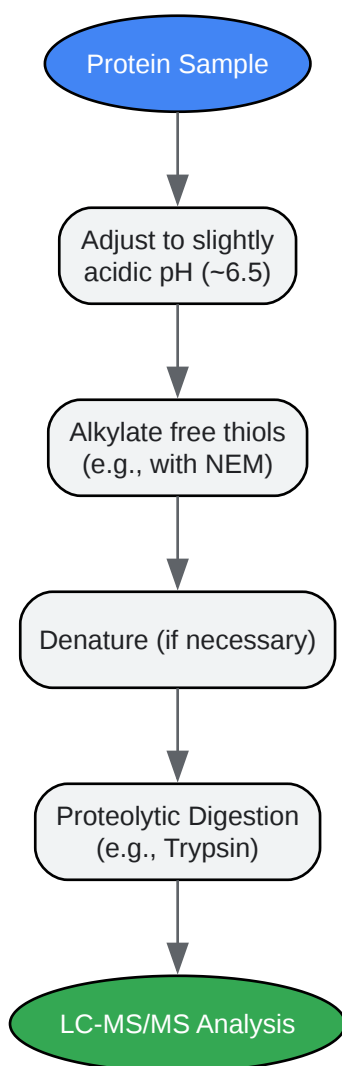 Protein Sample
Adjust to slightly
acidic pH (~6.5)
Alkylate free thiols
(e.g., with NEM)
Denature (if necessary)
Proteolytic Digestion
(e.g., Trypsin)
LC-MS/MS Analysis